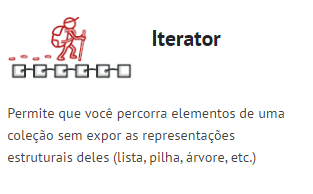 Iterator
Permite que você percorra elementos de uma
coleção sem expor as representações
estruturais deles (lista, pilha, árvore, etc.)